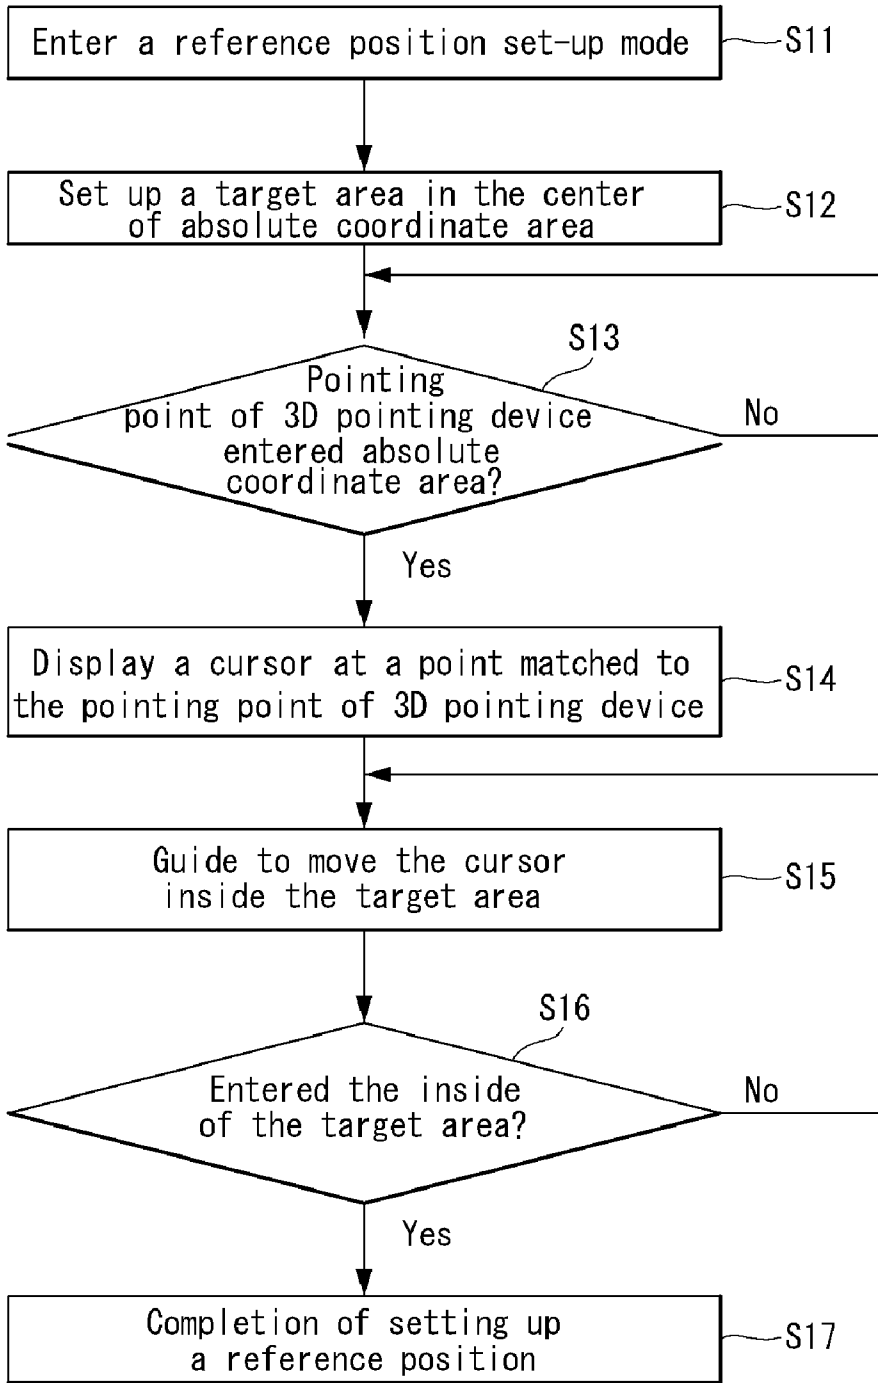 Enter a reference position set-up mode
S11
Set up a target area in the center
of absolute coordinate area
S12
S13
Pointing
point of 3D pointing device
entered absolute
coordinate area?
No
Yes
Display a cursor at a point matched to
the pointing point of 3D pointing device
S14
Guide to move the cursor
inside the target area
S15
S16
Entered the inside
of the target area?
No
Yes
Completion of setting up
a reference position
S17